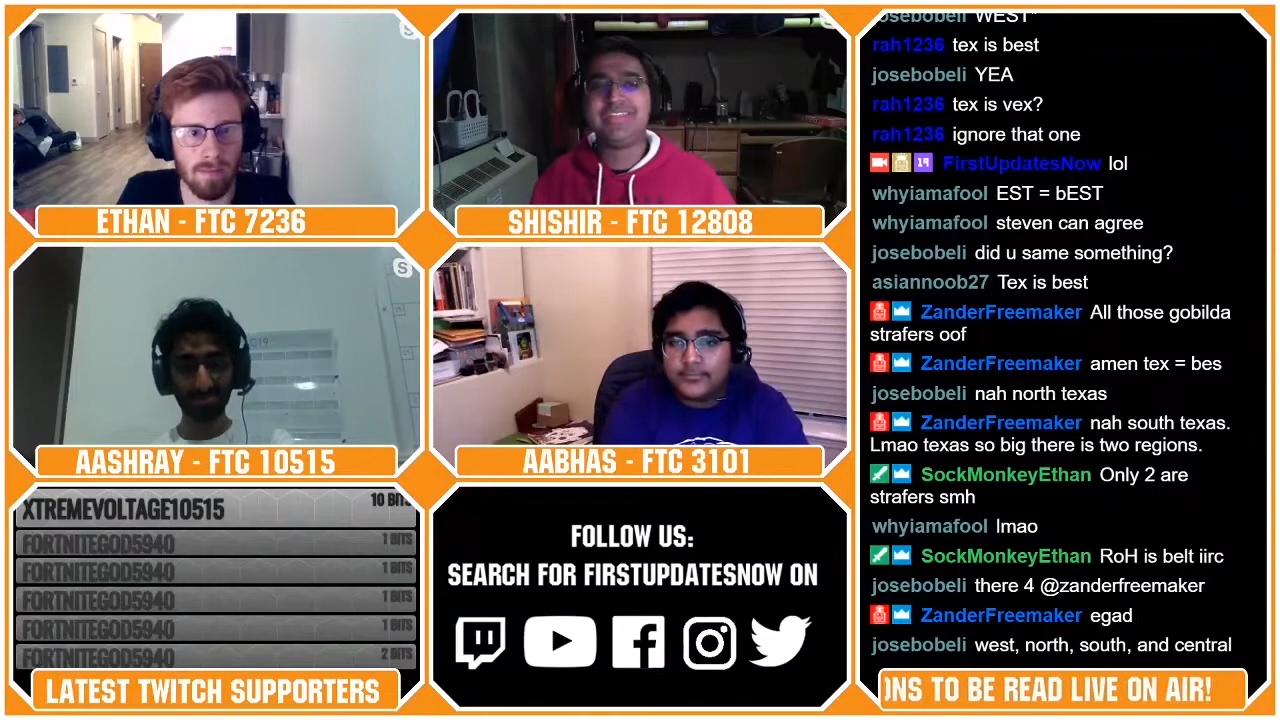 ETHAN - FTC 7236
SHISHIR - FTC 12808
AASHRAY - FTC 10515
AABHAS - FTC 3101
XTREMEVOLTAGE10515 10 BITS
FORTNITEGOD5940 1 BITS
FORTNITEGOD5940 1 BITS
FORTNITEGOD5940 1 BITS
FORTNITEGOD5940 1 BITS
FORTNITEGOD5940 2 BITS
LATEST TWITCH SUPPORTERS
FOLLOW US:
SEARCH FOR FIRSTUPDATESNOW ON
josebobeli WEST*
rah1236 tex is best
josebobeli YEA
rah1236 tex is vex?
rah1236 ignore that one
19 FirstUpdatesNow lol
whyiamafool EST = bEST
whyiamafool steven can agree
josebobeli did u same something?
asiannoob27 Tex is best
ZanderFreemaker All those gobilda
strafers oof
ZanderFreemaker amen tex = bes
josebobeli nah north texas
ZanderFreemaker nah south texas.
Lmao texas so big there is two regions.
SockMonkeyEthan Only 2 are
strafers smh
whyiamafool lmao
SockMonkeyEthan RoH is belt iirc
josebobeli there 4 @zanderfreemaker
ZanderFreemaker egad
josebobeli west, north, south, and central
ONS TO BE READ LIVE ON AIR!